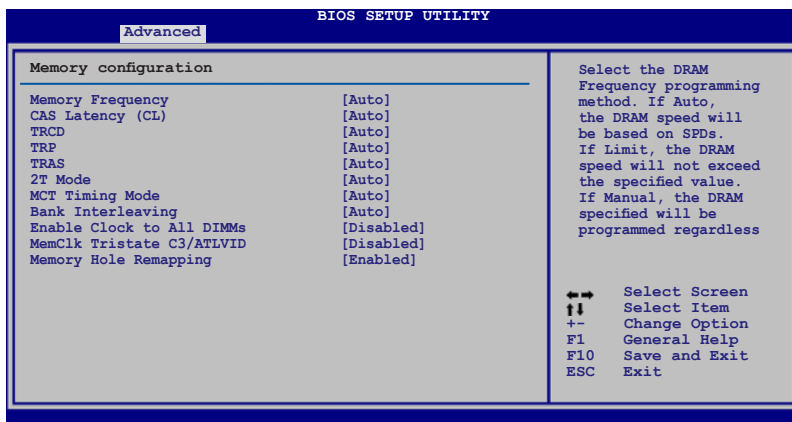 BIOS SETUP UTILITY
Advanced
Memory configuration
Memory Frequency [Auto]
CAS Latency (CL) [Auto]
TRCD [Auto]
TRP [Auto]
TRAS [Auto]
2T Mode [Auto]
MCT Timing Mode [Auto]
Bank Interleaving [Auto]
Enable Clock to All DIMMs [Disabled]
MemClk Tristate C3/ATLVID [Disabled]
Memory Hole Remapping [Enabled]
Select the DRAM
Frequency programming
method. If Auto,
the DRAM speed will
be based on SPDs.
If Limit, the DRAM
speed will not exceed
the specified value.
If Manual, the DRAM
specified will be
programmed regardless
←→ Select Screen
↑↓ Select Item
+- Change Option
F1 General Help
F10 Save and Exit
ESC Exit